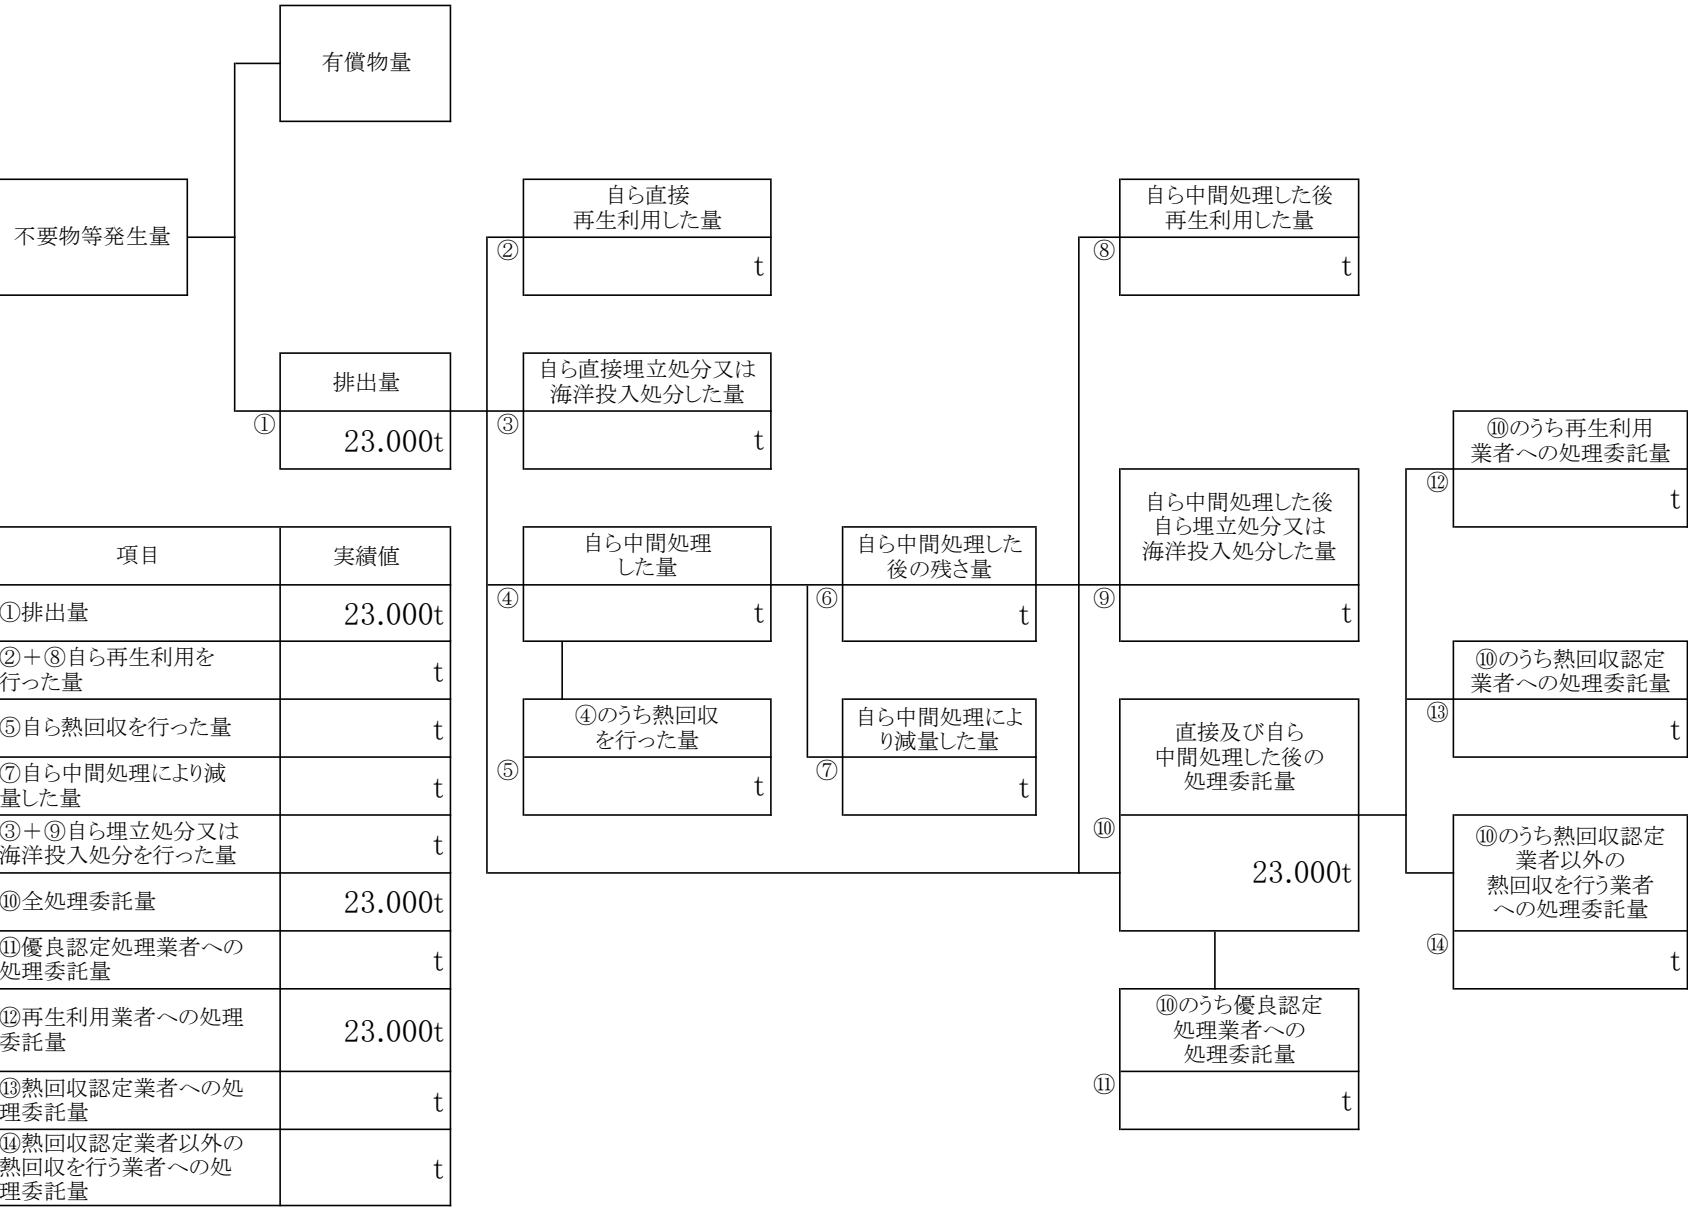 有償物量
不要物等発生量
自ら直接
再生利用した量
②
t
自ら中間処理した後
再生利用した量
⑧
t
排出量
①
23.000t
自ら直接埋立処分又は
海洋投入処分した量
③
t
⑩のうち再生利用
業者への処理委託量
⑫
t
自ら中間処理した後
自ら埋立処分又は
海洋投入処分した量
⑨
t
自ら中間処理
した量
④
t
自ら中間処理した
後の残さ量
⑥
t
⑩のうち熱回収認定
業者への処理委託量
⑬
t
④のうち熱回収
を行った量
⑤
t
自ら中間処理によ
り減量した量
⑦
t
直接及び自ら
中間処理した後の
処理委託量
⑩
23.000t
⑩のうち熱回収認定
業者以外の
熱回収を行う業者
への処理委託量
⑭
t
⑩のうち優良認定
処理業者への
処理委託量
⑪
t
項目 実績値
①排出量 23.000t
②＋⑧自ら再生利用を
行った量 t
⑤自ら熱回収を行った量 t
⑦自ら中間処理により減
量した量 t
③＋⑨自ら埋立処分又は
海洋投入処分を行った量 t
⑩全処理委託量 23.000t
⑪優良認定処理業者への
処理委託量 t
⑫再生利用業者への処理
委託量 23.000t
⑬熱回収認定業者への処
理委託量 t
⑭熱回収認定業者以外の
熱回収を行う業者への処
理委託量 t